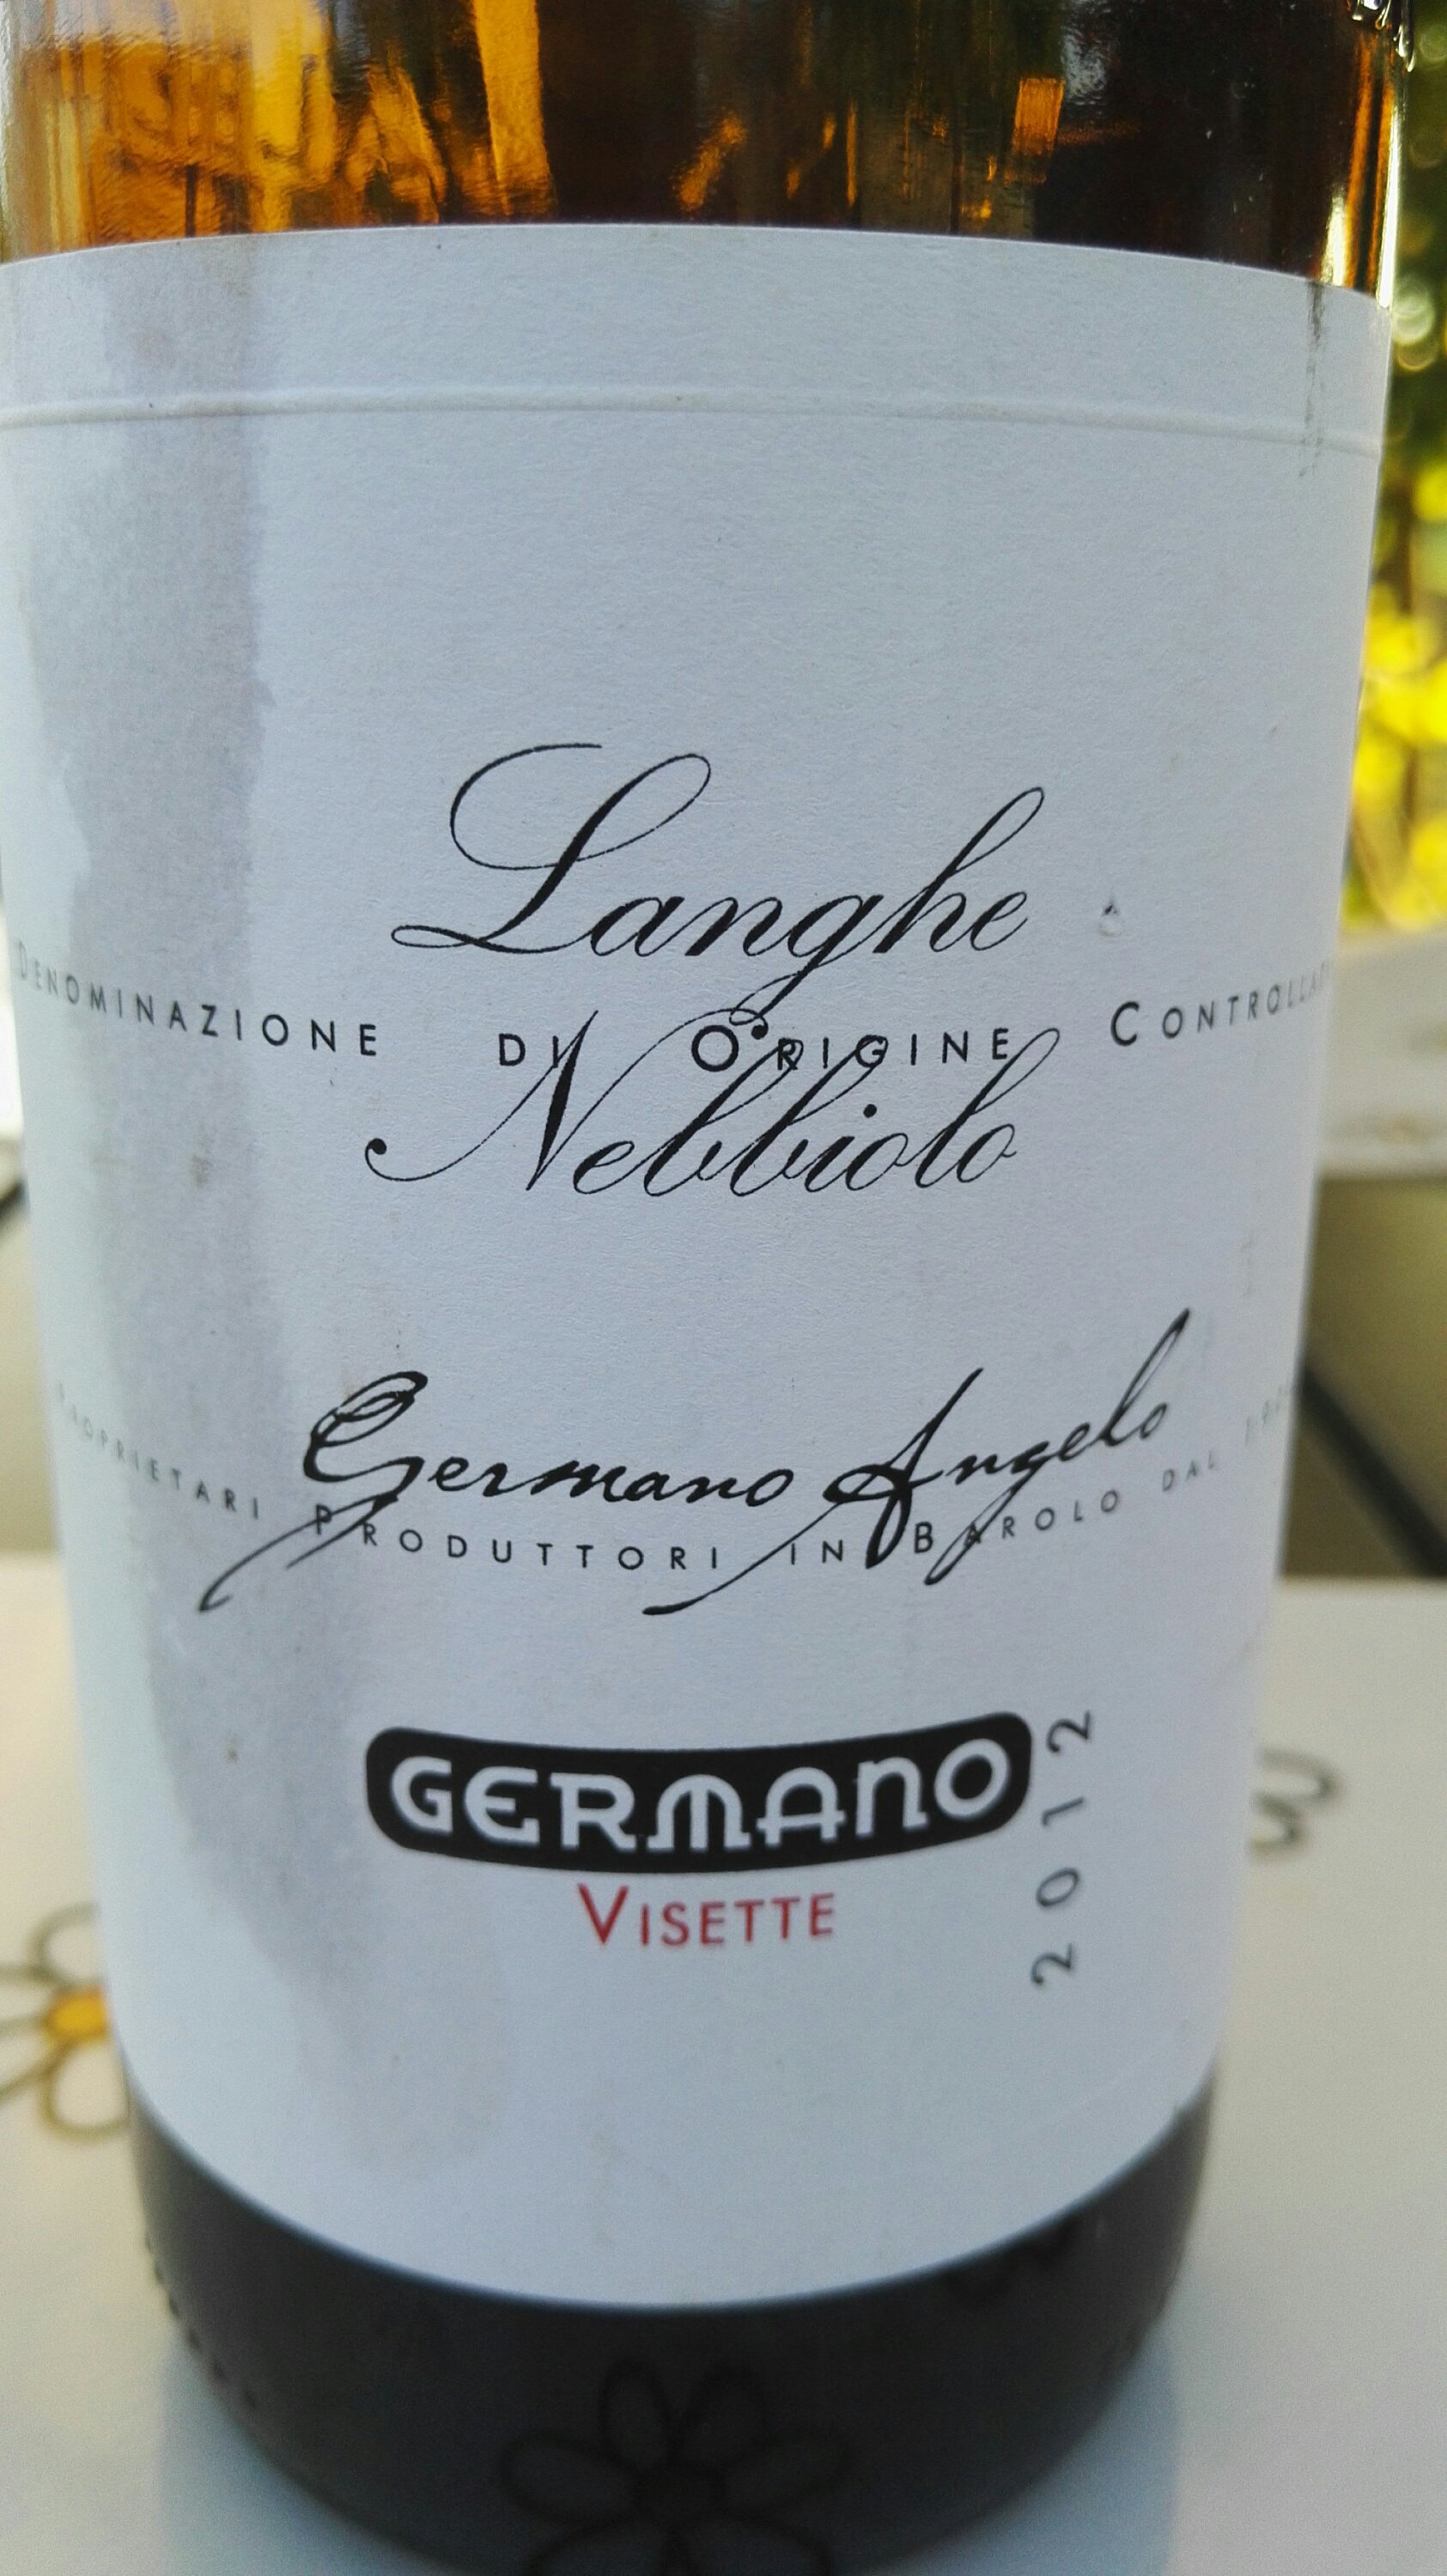 Langhe
Denominazione di Origine Controllata
Nebbiolo
Germano Angelo
Proprietari Produttori in Barolo dal
GERMANO
2012
Visette